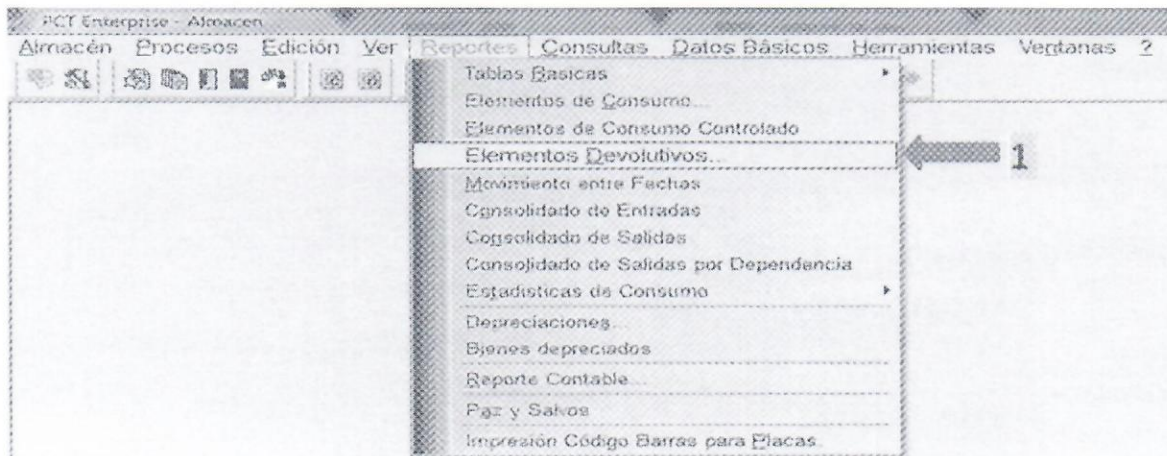 PCT Enterprise - Almacen
Almacén Procesos Edición Ver Reportes Consultas Datos Básicos Herramientas Ventanas ?
Tablas Basicas
Elementos de Consumo...
Elementos de Consumo Controlado
Elementos Devolutivos...
1
Movimiento entre Fechas
Consolidado de Entradas
Consolidado de Salidas
Consolidado de Salidas por Dependencia
Estadisticas de Consumo
Depreciaciones...
Bienes depreciados
Reporte Contable...
Paz y Salvos
Impresión Código Barras para Placas.